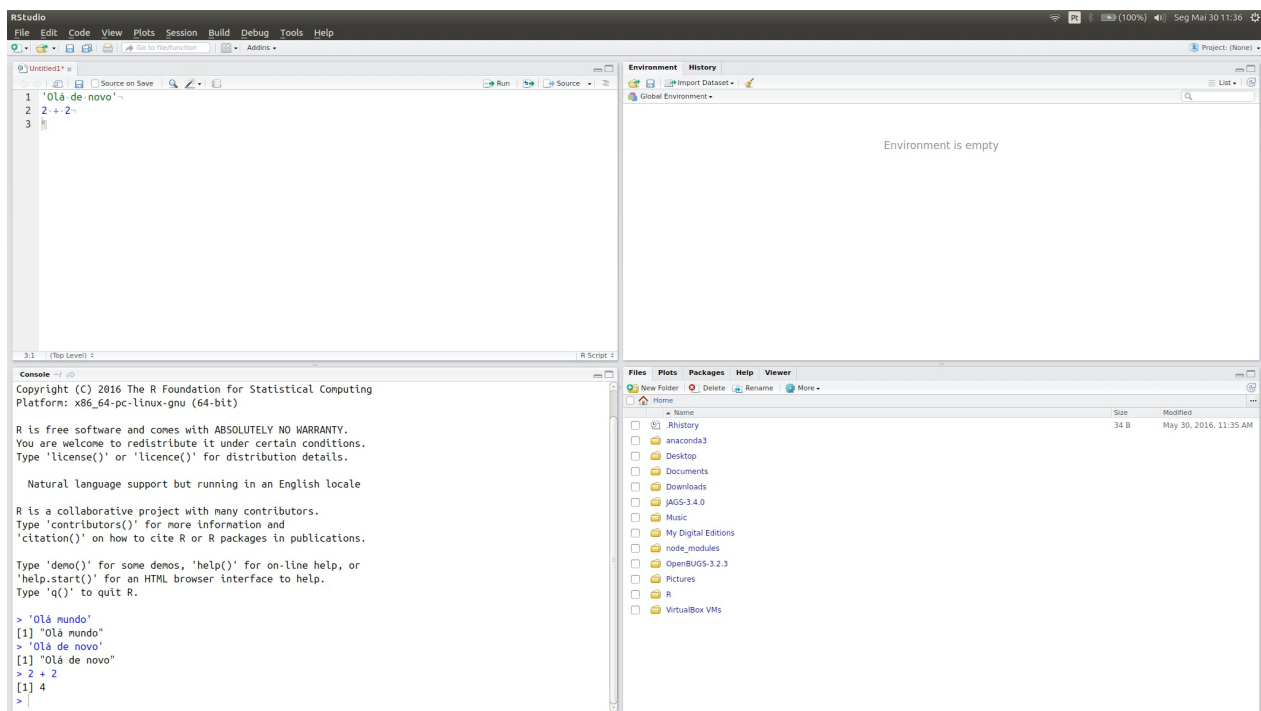 RStudio
Pt (100%) Seg Mai 30 11:36
File Edit Code View Plots Session Build Debug Tools Help
Go to file/function Addins
Project: (None)
Untitled1*
Source on Save Run Source
1 'Olá de novo'
2 2 + 2
3
3:1 (Top Level) R Script
Console ~/
Copyright (C) 2016 The R Foundation for Statistical Computing
Platform: x86_64-pc-linux-gnu (64-bit)
R is free software and comes with ABSOLUTELY NO WARRANTY.
You are welcome to redistribute it under certain conditions.
Type 'license()' or 'licence()' for distribution details.
Natural language support but running in an English locale
R is a collaborative project with many contributors.
Type 'contributors()' for more information and
'citation()' on how to cite R or R packages in publications.
Type 'demo()' for some demos, 'help()' for on-line help, or
'help.start()' for an HTML browser interface to help.
Type 'q()' to quit R.
> 'Olá mundo'
[1] "Olá mundo"
> 'Olá de novo'
[1] "Olá de novo"
> 2 + 2
[1] 4
>
Environment History
Import Dataset List
Global Environment
Environment is empty
Files Plots Packages Help Viewer
New Folder Delete Rename More
Home
Name Size Modified
.Rhistory 34 B May 30, 2016, 11:35 AM
anaconda3
Desktop
Documents
Downloads
JAGS-3.4.0
Music
My Digital Editions
node_modules
OpenBUGS-3.2.3
Pictures
R
VirtualBox VMs